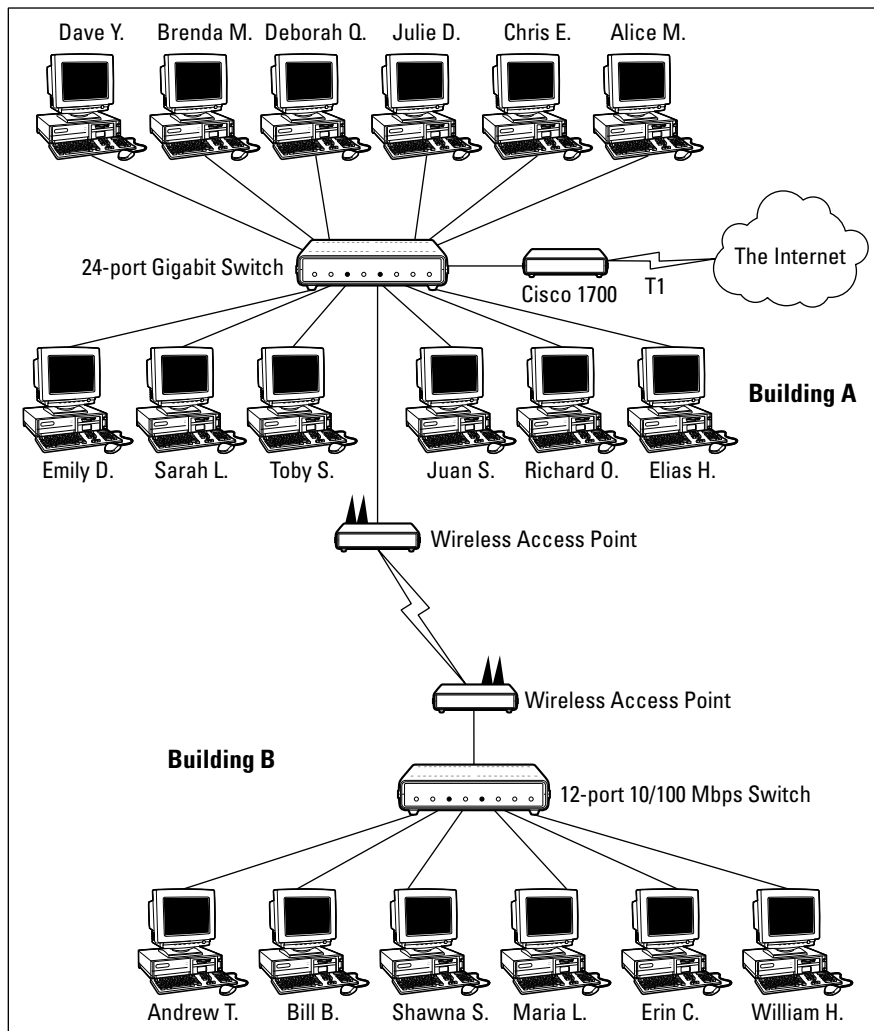 Dave Y. Brenda M. Deborah Q. Julie D. Chris E. Alice M.
24-port Gigabit Switch
The Internet
Cisco 1700 T1
Building A
Emily D. Sarah L. Toby S. Juan S. Richard O. Elias H.
Wireless Access Point
Wireless Access Point
Building B
12-port 10/100 Mbps Switch
Andrew T. Bill B. Shawna S. Maria L. Erin C. William H.